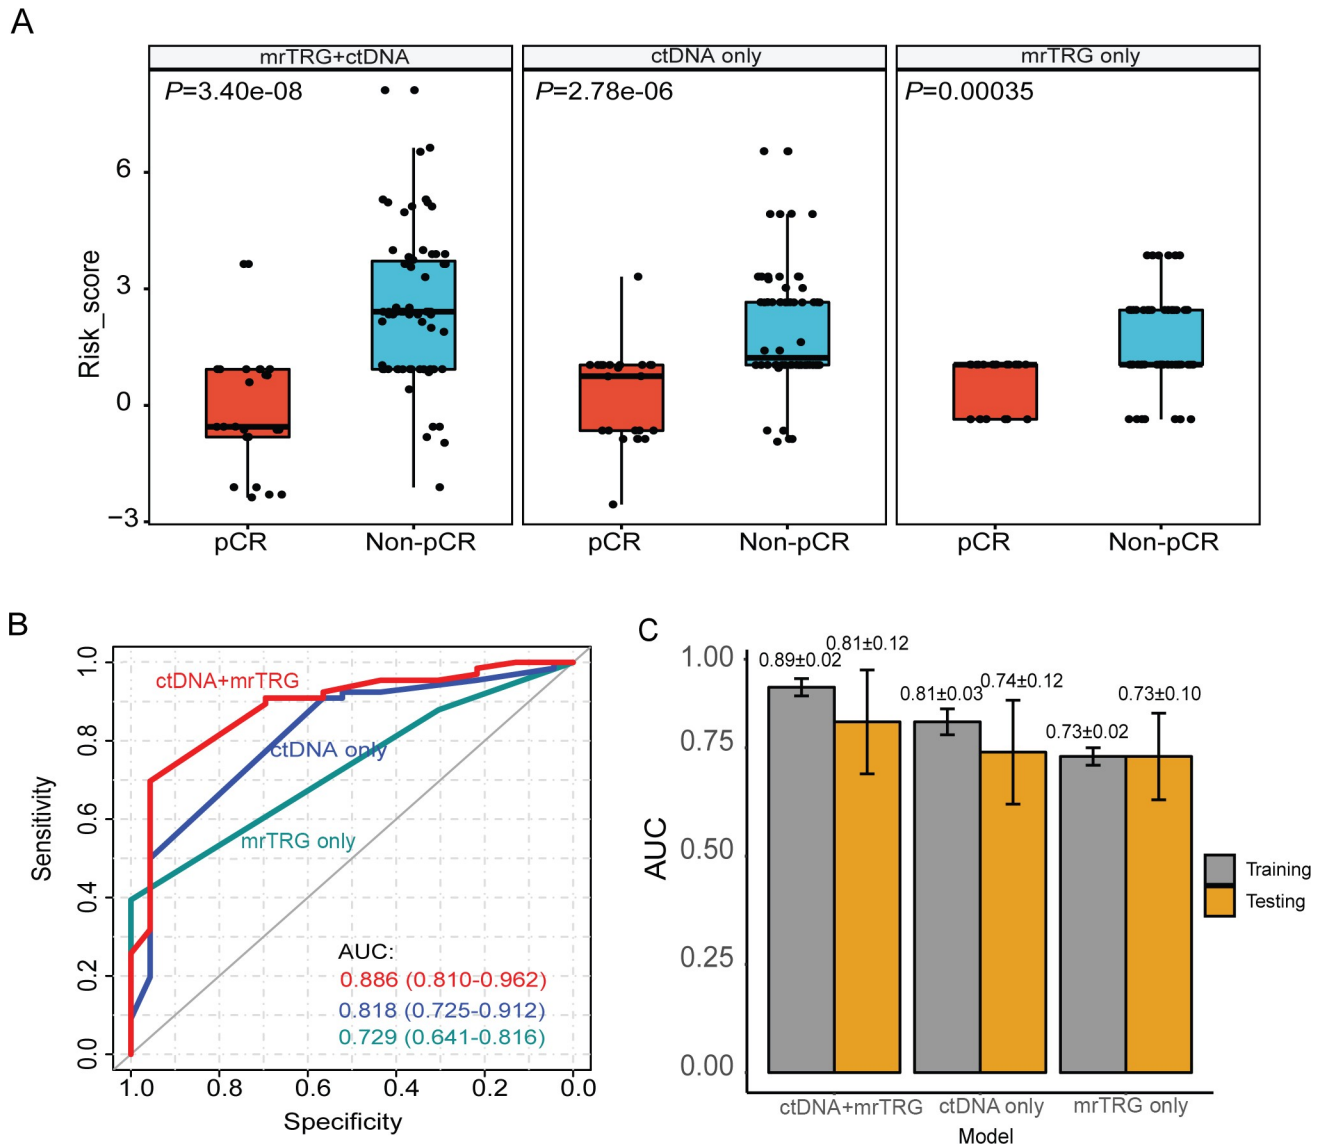 A
mrTRG+ctDNA
ctDNA only
mrTRG only
P=3.40e-08
P=2.78e-06
P=0.00035
Risk_score
6
3
0
−3
pCR
Non-pCR
pCR
Non-pCR
pCR
Non-pCR
B
Sensitivity
1.0
0.8
0.6
0.4
0.2
0.0
ctDNA+mrTRG
ctDNA only
mrTRG only
AUC:
0.886 (0.810-0.962)
0.818 (0.725-0.912)
0.729 (0.641-0.816)
1.0
0.8
0.6
0.4
0.2
0.0
Specificity
C
AUC
1.00
0.75
0.50
0.25
0.00
0.89±0.02
0.81±0.12
0.81±0.03
0.74±0.12
0.73±0.02
0.73±0.10
Training
Testing
ctDNA+mrTRG
ctDNA only
mrTRG only
Model